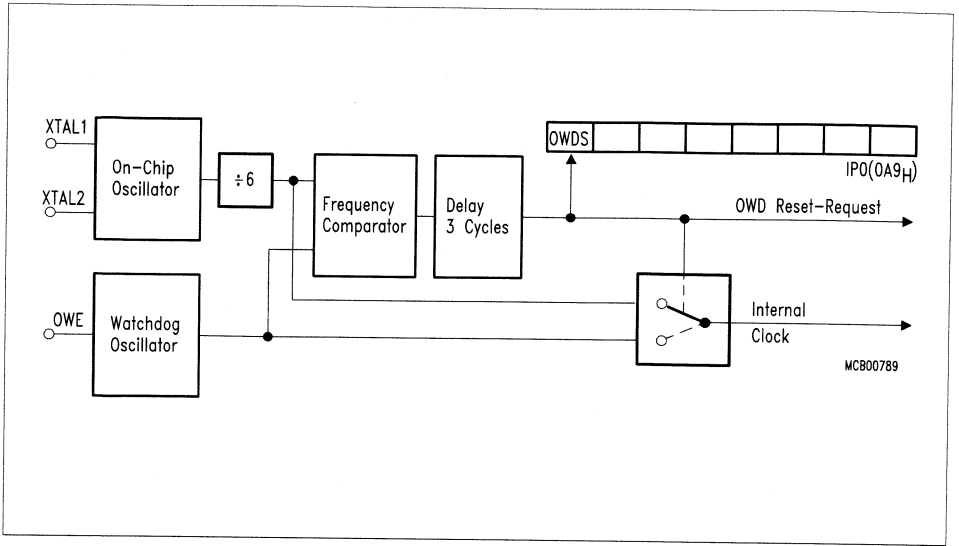 XTAL1
XTAL2
On-Chip
Oscillator
÷6
Frequency
Comparator
Delay
3 Cycles
OWDS
IP0(0A9H)
OWD Reset-Request
OWE
Watchdog
Oscillator
Internal
Clock
MCB00789